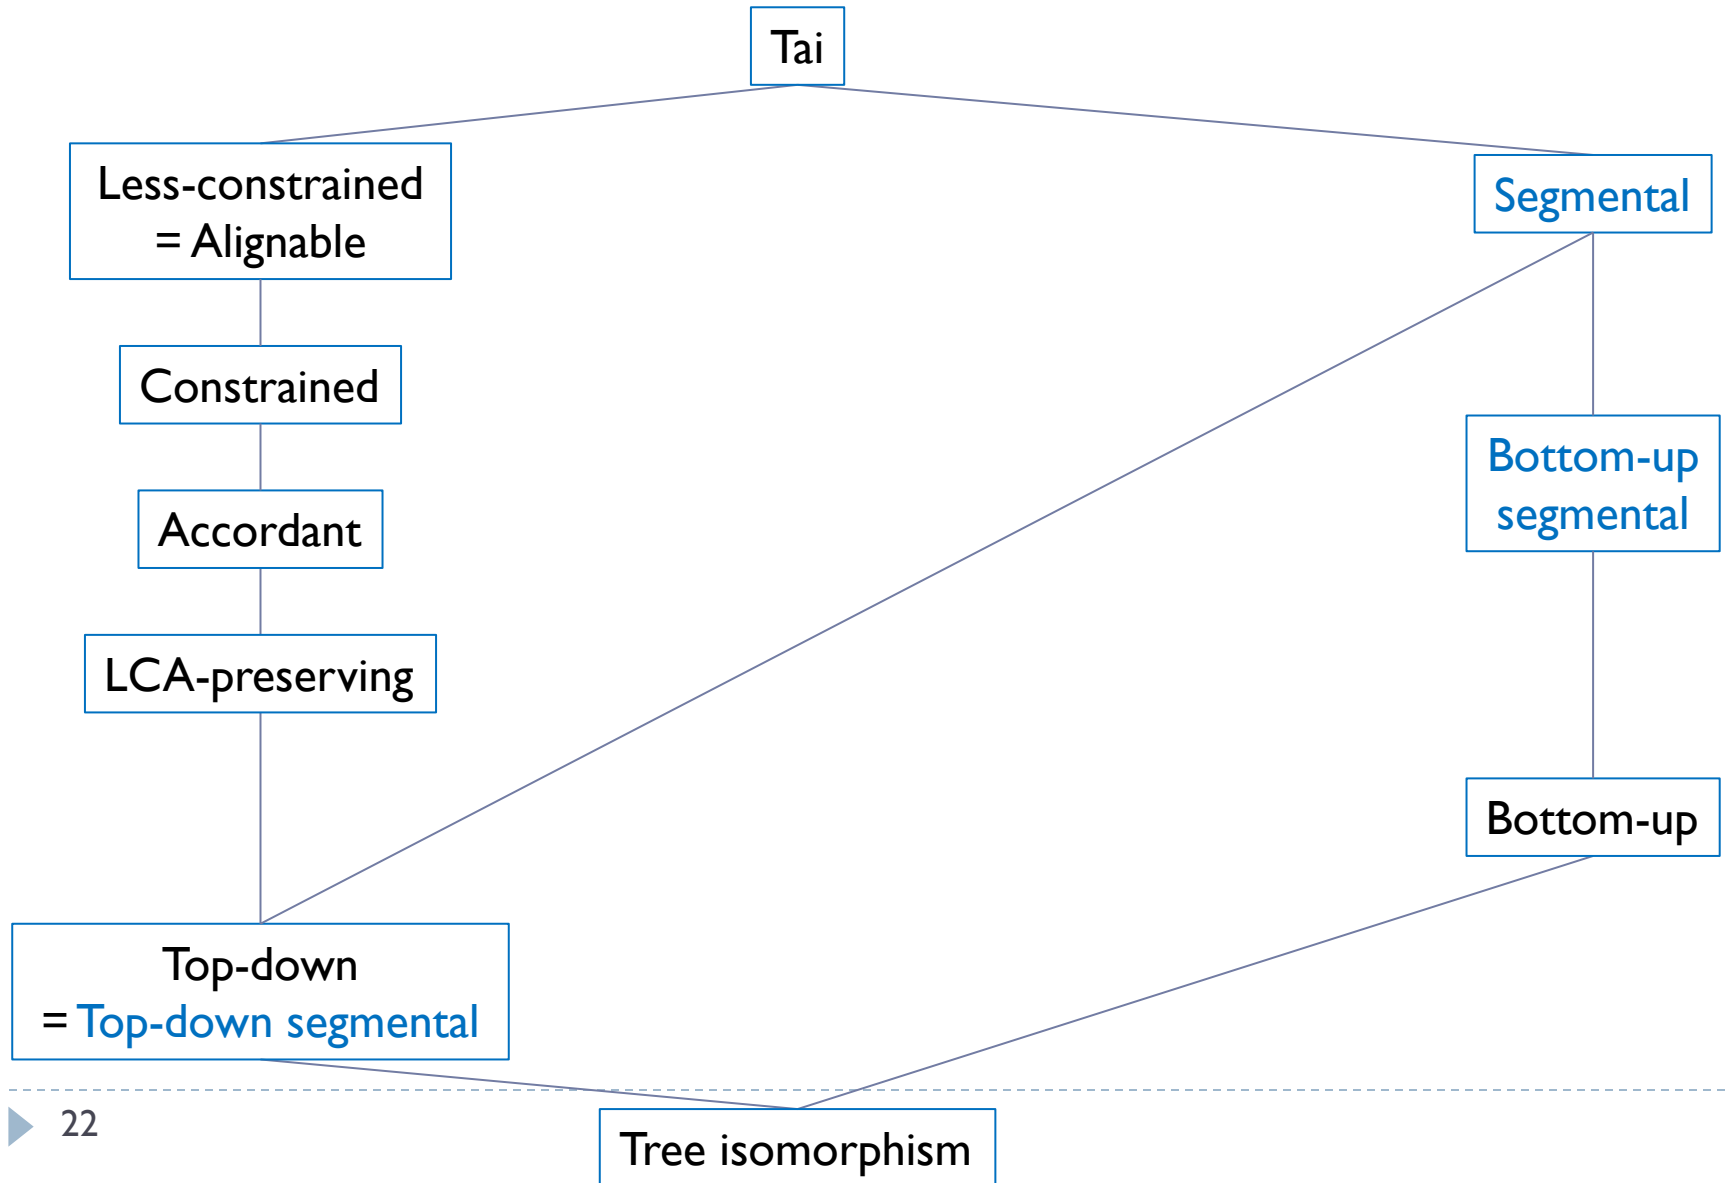 Tai
Less-constrained
= Alignable
Segmental
Constrained
Bottom-up
segmental
Accordant
LCA-preserving
Bottom-up
Top-down
= Top-down segmental
22
Tree isomorphism